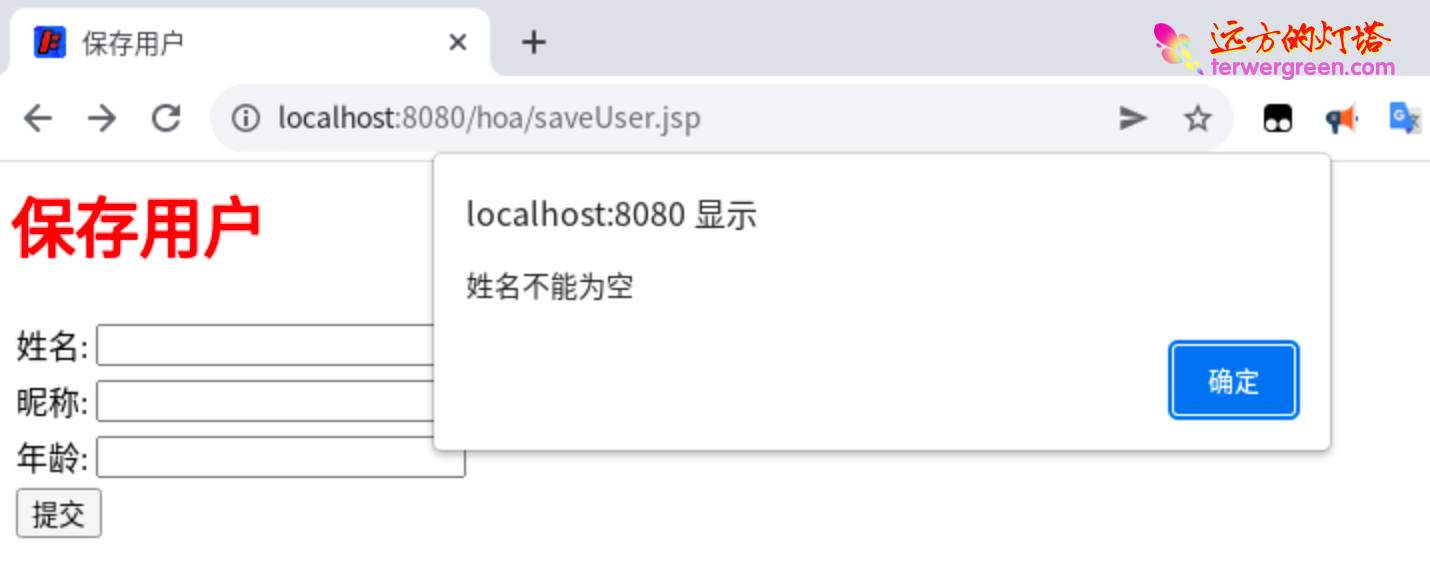 保存用户
远方的灯塔
terwergreen.com
localhost:8080/hoa/saveUser.jsp
保存用户
localhost:8080 显示
姓名不能为空
确定
姓名:
昵称:
年龄:
提交